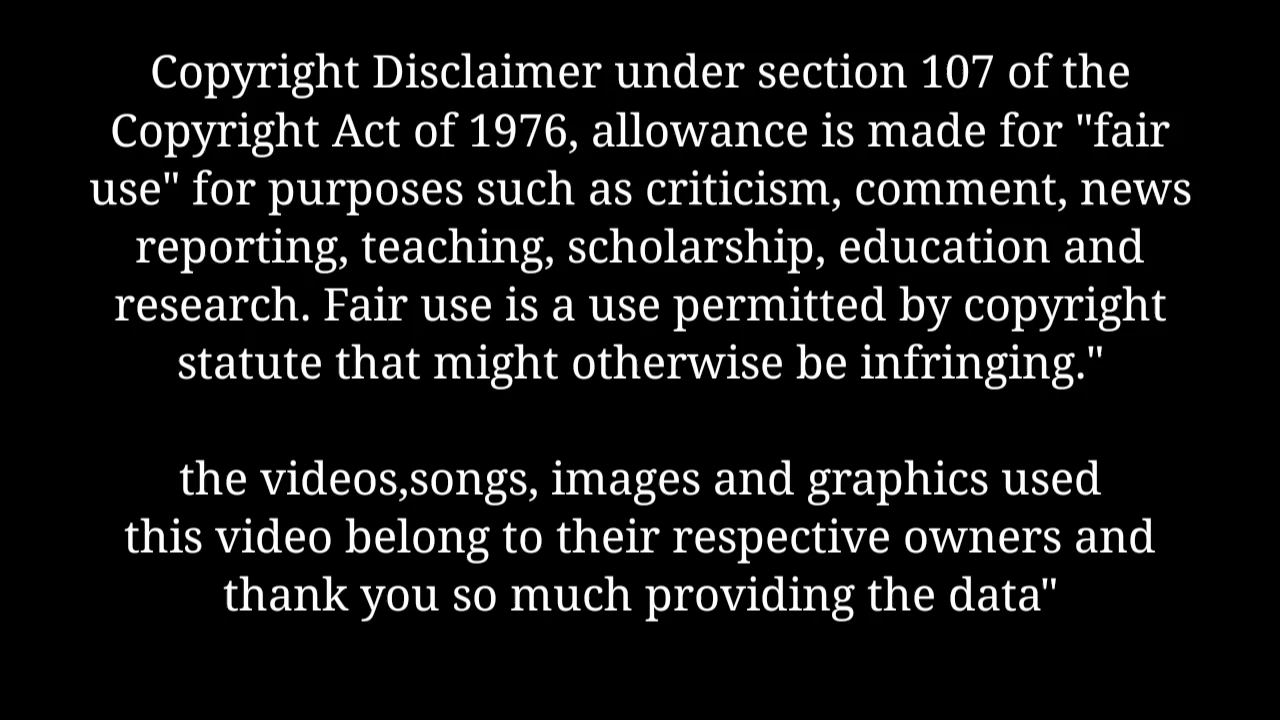 Copyright Disclaimer under section 107 of the
Copyright Act of 1976, allowance is made for "fair
use" for purposes such as criticism, comment, news
reporting, teaching, scholarship, education and
research. Fair use is a use permitted by copyright
statute that might otherwise be infringing."
the videos,songs, images and graphics used
this video belong to their respective owners and
thank you so much providing the data"